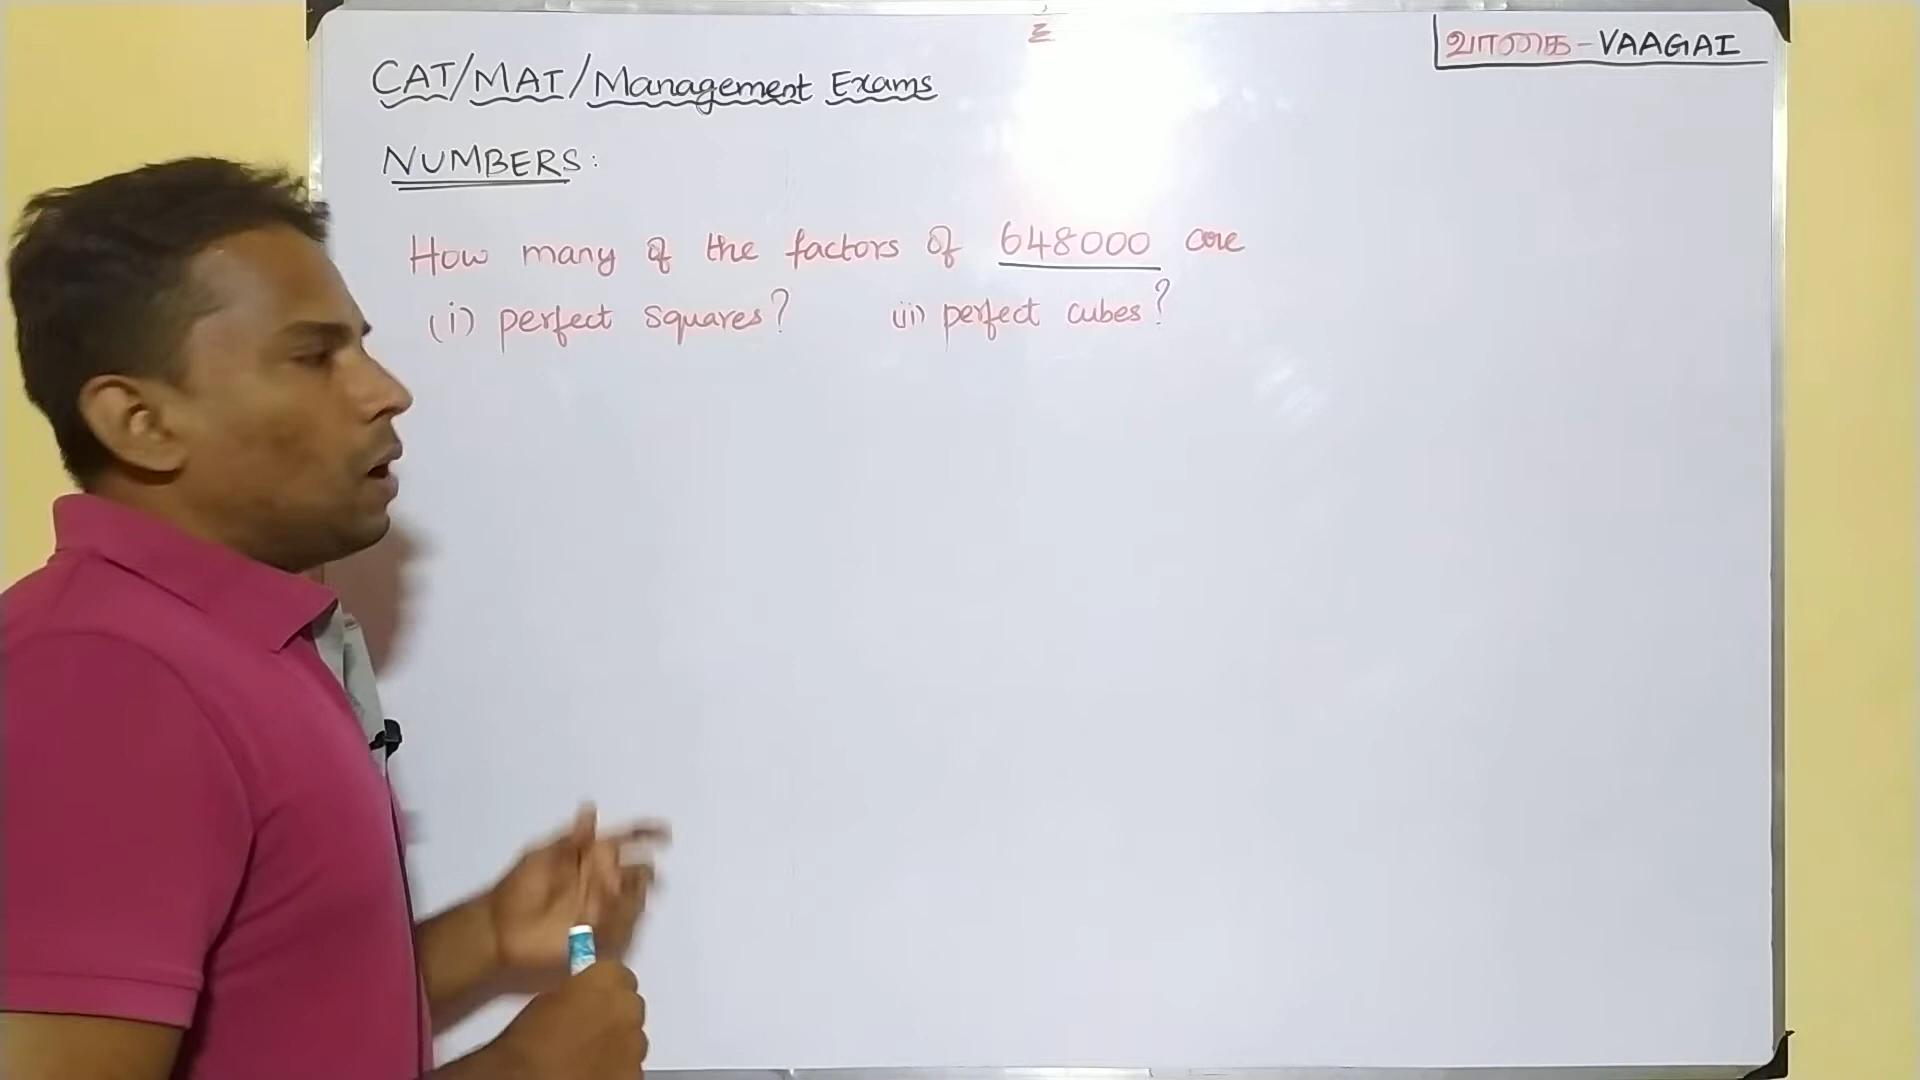 CAT/MAT/Management Exams
வாகை-VAAGAI
NUMBERS:
How many of the factors of 648000 are
(i) perfect squares? (ii) perfect cubes?